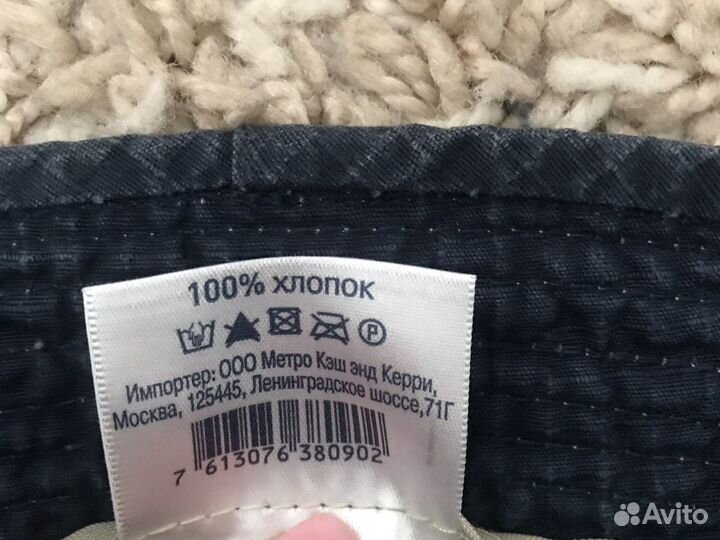 100% ХЛОПОК
Импортер: ООО Метро Кэш энд Керри,
Москва, 125445, Ленинградское шоссе,71Г
7 613076 380902
Avito